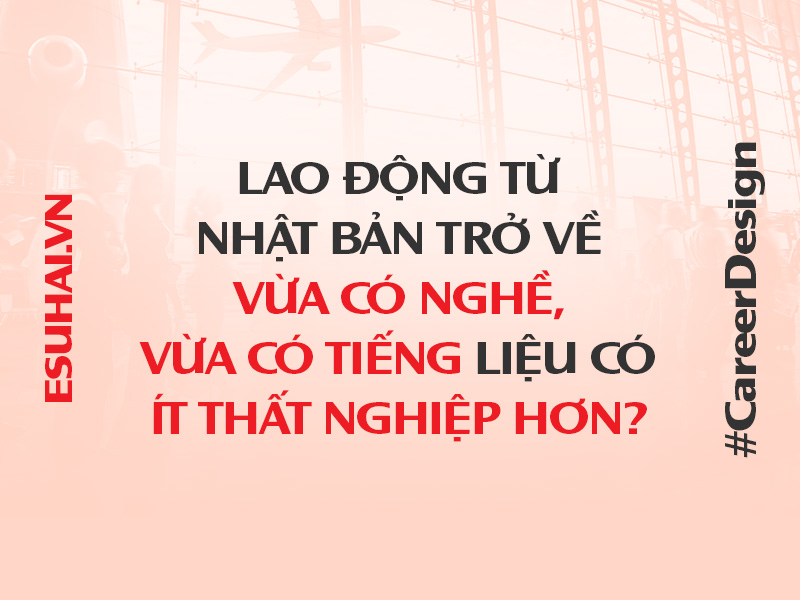 LAO ĐỘNG TỪ
NHẬT BẢN TRỞ VỀ
VỪA CÓ NGHỀ,
VỪA CÓ TIẾNG LIỆU CÓ
ÍT THẤT NGHIỆP HƠN?
ESUHAI.VN
#CareerDesign